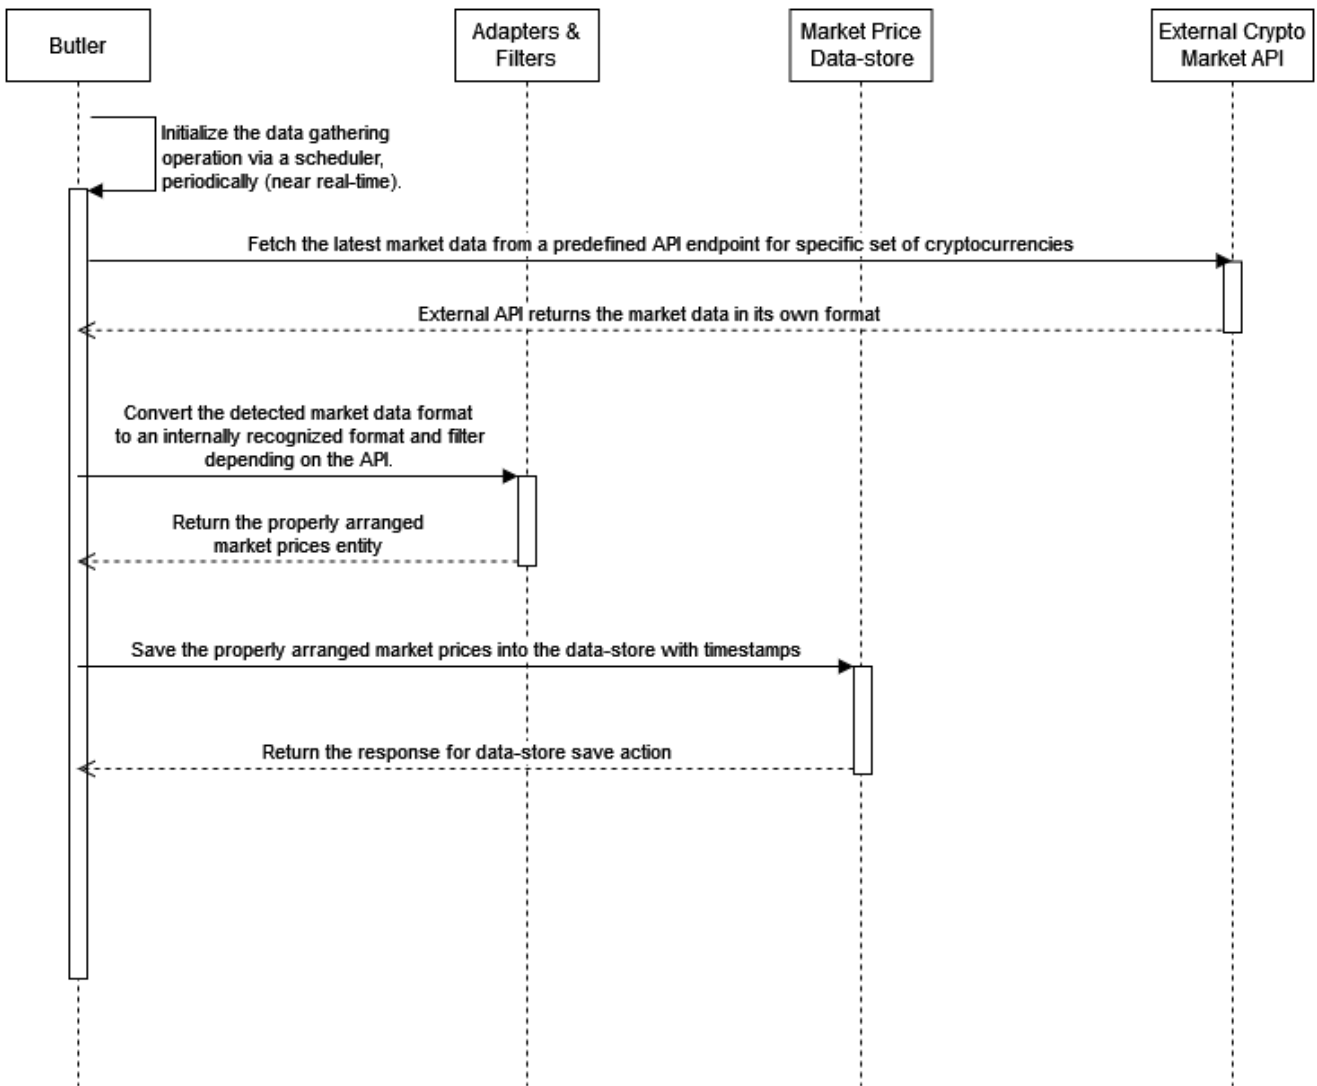 Butler
Adapters &
Filters
Market Price
Data-store
External Crypto
Market API
Initialize the data gathering
operation via a scheduler,
periodically (near real-time).
Fetch the latest market data from a predefined API endpoint for specific set of cryptocurrencies
External API returns the market data in its own format
Convert the detected market data format
to an internally recognized format and filter
depending on the API.
Return the properly arranged
market prices entity
Save the properly arranged market prices into the data-store with timestamps
Return the response for data-store save action